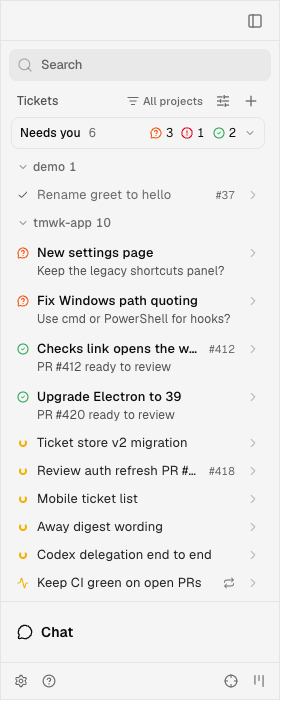 Search
Tickets All projects
Needs you 6 3 1 2
demo 1
Rename greet to hello #37
tmwk-app 10
New settings page
Keep the legacy shortcuts panel?
Fix Windows path quoting
Use cmd or PowerShell for hooks?
Checks link opens the w... #412
PR #412 ready to review
Upgrade Electron to 39
PR #420 ready to review
Ticket store v2 migration
Review auth refresh PR #... #418
Mobile ticket list
Away digest wording
Codex delegation end to end
Keep CI green on open PRs
Chat